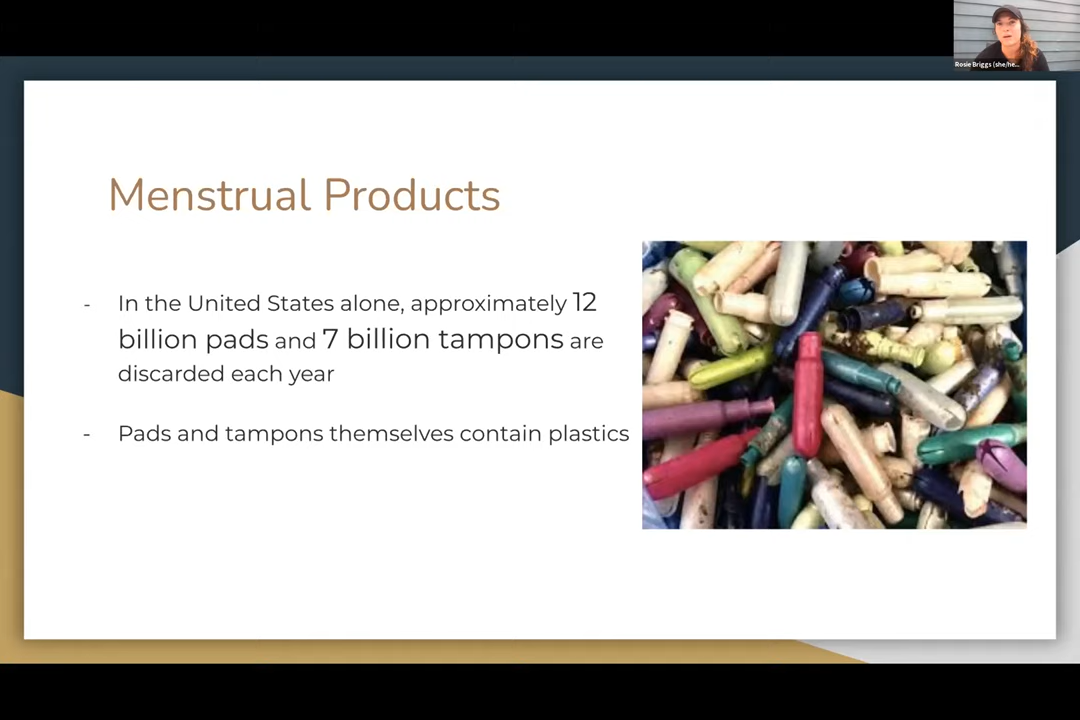 Rosie Briggs (she/he...
Menstrual Products
- In the United States alone, approximately 12
billion pads and 7 billion tampons are
discarded each year
- Pads and tampons themselves contain plastics